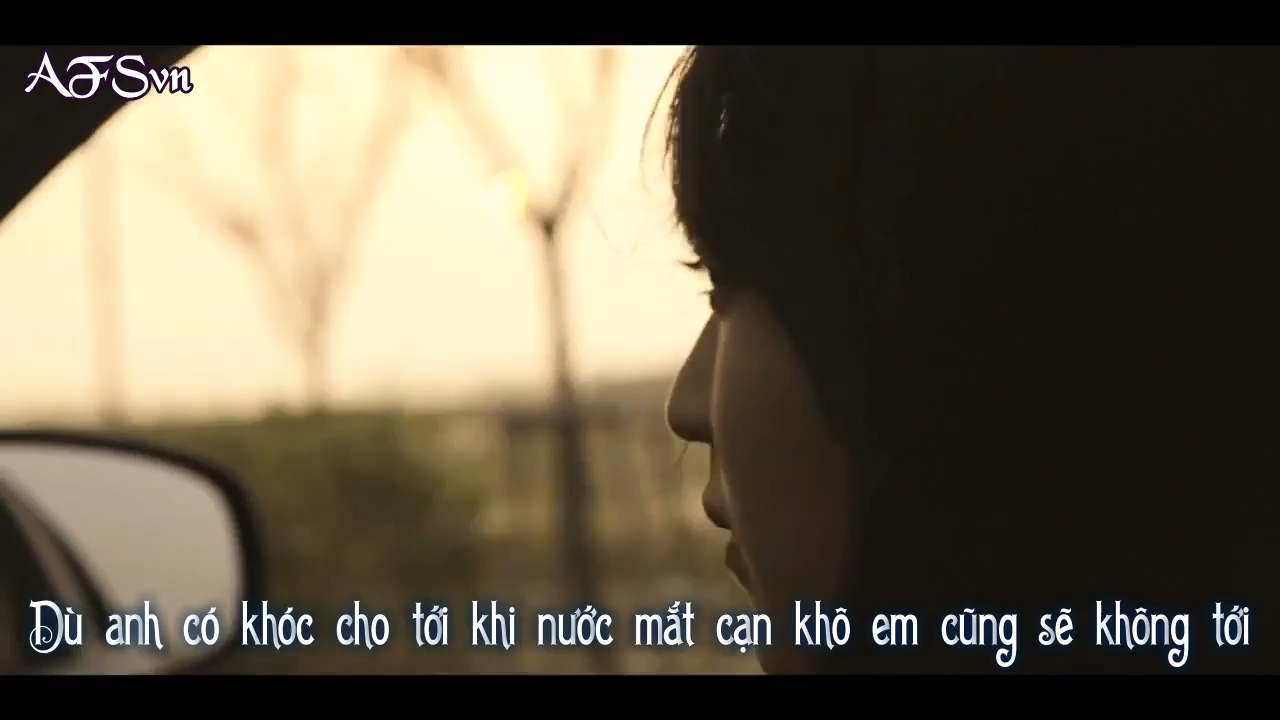 AFSvn
Dù anh có khóc cho tới khi nước mắt cạn khô em cũng sẽ không tới